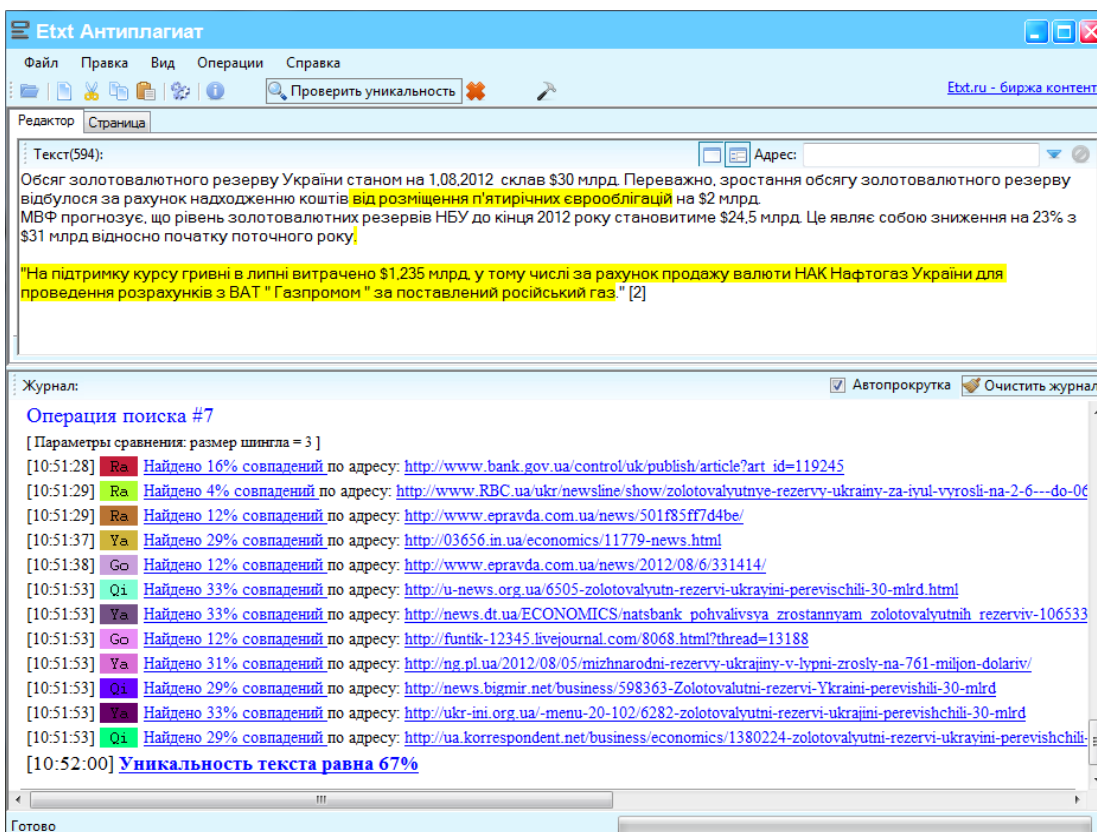 Etxt Антиплагиат
Файл Правка Вид Операции Справка
Проверить уникальность
Etxt.ru - биржа контент
Редактор Страница
Текст(594):
Адрес:
Обсяг золотовалютного резерву України станом на 1,08,2012 склав $30 млрд. Переважно, зростання обсягу золотовалютного резерву
відбулося за рахунок надходженню коштів від розміщення п'ятирічних єврооблігацій на $2 млрд.
МВФ прогнозує, що рівень золотовалютних резервів НБУ до кінця 2012 року становитиме $24,5 млрд. Це являє собою зниження на 23% з
$31 млрд відносно початку поточного року.
"На підтримку курсу гривні в липні витрачено $1,235 млрд, у тому числі за рахунок продажу валюти НАК Нафтогаз України для
проведення розрахунків з ВАТ " Газпромом " за поставлений російський газ." [2]
Журнал:
Автопрокрутка
Очистить журнал
Операция поиска #7
[ Параметры сравнения: размер шингла = 3 ]
[10:51:28] Ra Найдено 16% совпадений по адресу: http://www.bank.gov.ua/control/uk/publish/article?art_id=119245
[10:51:29] Ra Найдено 4% совпадений по адресу: http://www.RBC.ua/ukr/newsline/show/zolotovalyutnye-rezervy-ukrainy-za-iyul-vyrosli-na-2-6---do-06
[10:51:29] Ra Найдено 12% совпадений по адресу: http://www.epravda.com.ua/news/501f85ff7d4be/
[10:51:37] Ya Найдено 29% совпадений по адресу: http://03656.in.ua/economics/11779-news.html
[10:51:38] Go Найдено 12% совпадений по адресу: http://www.epravda.com.ua/news/2012/08/6/331414/
[10:51:53] Qi Найдено 33% совпадений по адресу: http://u-news.org.ua/6505-zolotovalyutn-rezervi-ukrayini-perevischili-30-mlrd.html
[10:51:53] Ya Найдено 33% совпадений по адресу: http://news.dt.ua/ECONOMICS/natsbank_pohvalivsya_zrostannyam_zolotovalyutnih_rezerviv-106533
[10:51:53] Go Найдено 12% совпадений по адресу: http://funtik-12345.livejournal.com/8068.html?thread=13188
[10:51:53] Ya Найдено 31% совпадений по адресу: http://ng.pl.ua/2012/08/05/mizhnarodni-rezervy-ukrajiny-v-lypni-zrosly-na-761-miljon-dolariv/
[10:51:53] Qi Найдено 29% совпадений по адресу: http://news.bigmir.net/business/598363-Zolotovalutni-rezervi-Ykraini-perevishili-30-mlrd
[10:51:53] Ya Найдено 33% совпадений по адресу: http://ukr-ini.org.ua/-menu-20-102/6282-zolotovalyutni-rezervi-ukrajini-perevishchili-30-mlrd
[10:51:53] Qi Найдено 29% совпадений по адресу: http://ua.korrespondent.net/business/economics/1380224-zolotovalyutni-rezervi-ukrayini-perevishchili-
[10:52:00] Уникальность текста равна 67%
Готово